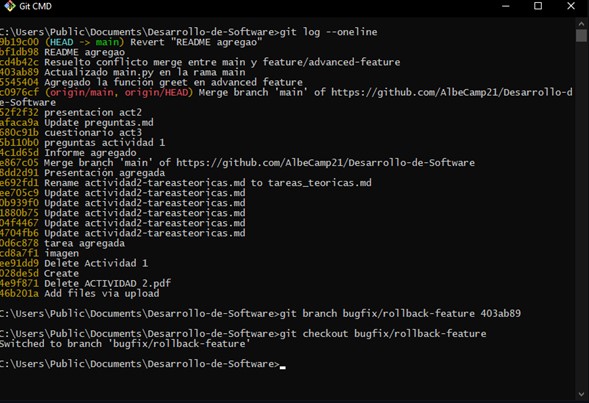 Git CMD
C:\Users\Public\Documents\Desarrollo-de-Software>git log --oneline
9b19c00 (HEAD -> main) Revert "README agregao"
bf1db98 README agregao
cd4b42c Resuelto conflicto merge entre main y feature/advanced-feature
403ab89 Actualizado main.py en la rama main
5545404 Agregado la funcion greet en advanced feature
c0976cf (origin/main, origin/HEAD) Merge branch 'main' of https://github.com/AlbeCamp21/Desarrollo-d
e-Software
52f2f32 presentacion act2
afaca9a Update preguntas.md
680c91b cuestionario act3
5b110b0 preguntas actividad 1
4c1d65d Informe agregado
e867c05 Merge branch 'main' of https://github.com/AlbeCamp21/Desarrollo-de-Software
8dd2d91 Presentación agregada
e692fd1 Rename actividad2-tareasteoricas.md to tareas_teoricas.md
ee705c9 Update actividad2-tareasteoricas.md
0b939f0 Update actividad2-tareasteoricas.md
1880b75 Update actividad2-tareasteoricas.md
04f4467 Update actividad2-tareasteoricas.md
4704fb6 Update actividad2-tareasteoricas.md
0d6c878 tarea agregada
cd8a7f1 imagen
ee91dd9 Delete Actividad 1
028de5d Create
4e9f871 Delete ACTIVIDAD 2.pdf
46b201a Add files via upload
C:\Users\Public\Documents\Desarrollo-de-Software>git branch bugfix/rollback-feature 403ab89
C:\Users\Public\Documents\Desarrollo-de-Software>git checkout bugfix/rollback-feature
Switched to branch 'bugfix/rollback-feature'
C:\Users\Public\Documents\Desarrollo-de-Software>